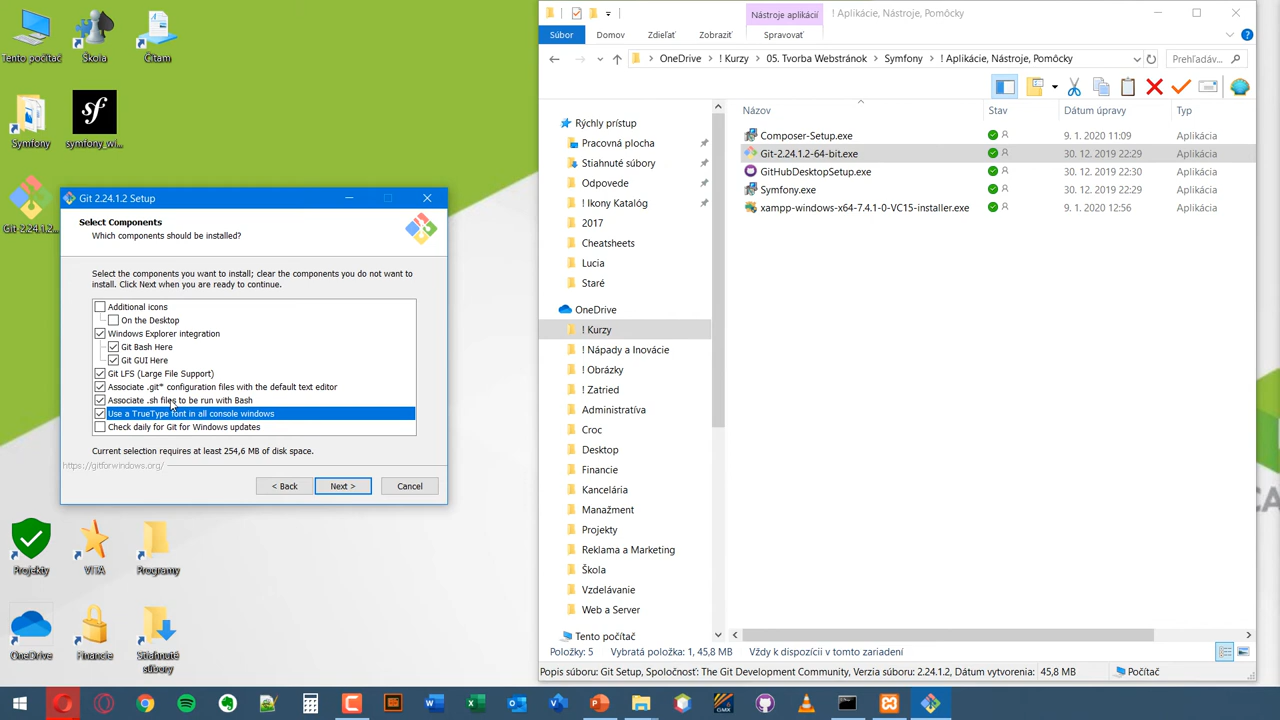 Tento počítač
Škola
Čítam
Symfony
symfony_wi...
Git-2.24.1.2...
Git 2.24.1.2 Setup
Select Components
Which components should be installed?
Select the components you want to install; clear the components you do not want to
install. Click Next when you are ready to continue.
Additional icons
On the Desktop
Windows Explorer integration
Git Bash Here
Git GUI Here
Git LFS (Large File Support)
Associate .git* configuration files with the default text editor
Associate .sh files to be run with Bash
Use a TrueType font in all console windows
Check daily for Git for Windows updates
Current selection requires at least 254,6 MB of disk space.
https://gitforwindows.org/
< Back
Next >
Cancel
Projekty
VITA
Programy
OneDrive
Financie
Stiahnuté
súbory
Nástroje aplikácií
! Aplikácie, Nástroje, Pomôcky
Súbor
Domov
Zdieľať
Zobraziť
Spravovať
OneDrive
! Kurzy
05. Tvorba Webstránok
Symfony
! Aplikácie, Nástroje, Pomôcky
Prehľadáv...
Názov
Stav
Dátum úpravy
Typ
Rýchly prístup
Pracovná plocha
Stiahnuté súbory
Odpovede
! Ikony Katalóg
2017
Cheatsheets
Lucia
Staré
OneDrive
! Kurzy
! Nápady a Inovácie
! Obrázky
! Zatried
Administratíva
Croc
Desktop
Financie
Kancelária
Manažment
Projekty
Reklama a Marketing
Škola
Vzdelávanie
Web a Server
Tento počítač
Composer-Setup.exe
9. 1. 2020 11:09
Aplikácia
Git-2.24.1.2-64-bit.exe
30. 12. 2019 22:29
Aplikácia
GitHubDesktopSetup.exe
30. 12. 2019 22:30
Aplikácia
Symfony.exe
30. 12. 2019 22:29
Aplikácia
xampp-windows-x64-7.4.1-0-VC15-installer.exe
9. 1. 2020 12:56
Aplikácia
Položky: 5
Vybratá položka: 1, 45,8 MB
Vždy k dispozícii v tomto zariadení
Popis súboru: Git Setup, Spoločnosť: The Git Development Community, Verzia súboru: 2.24.1.2, Dátum vytvorenia:
45,8 MB
Počítač